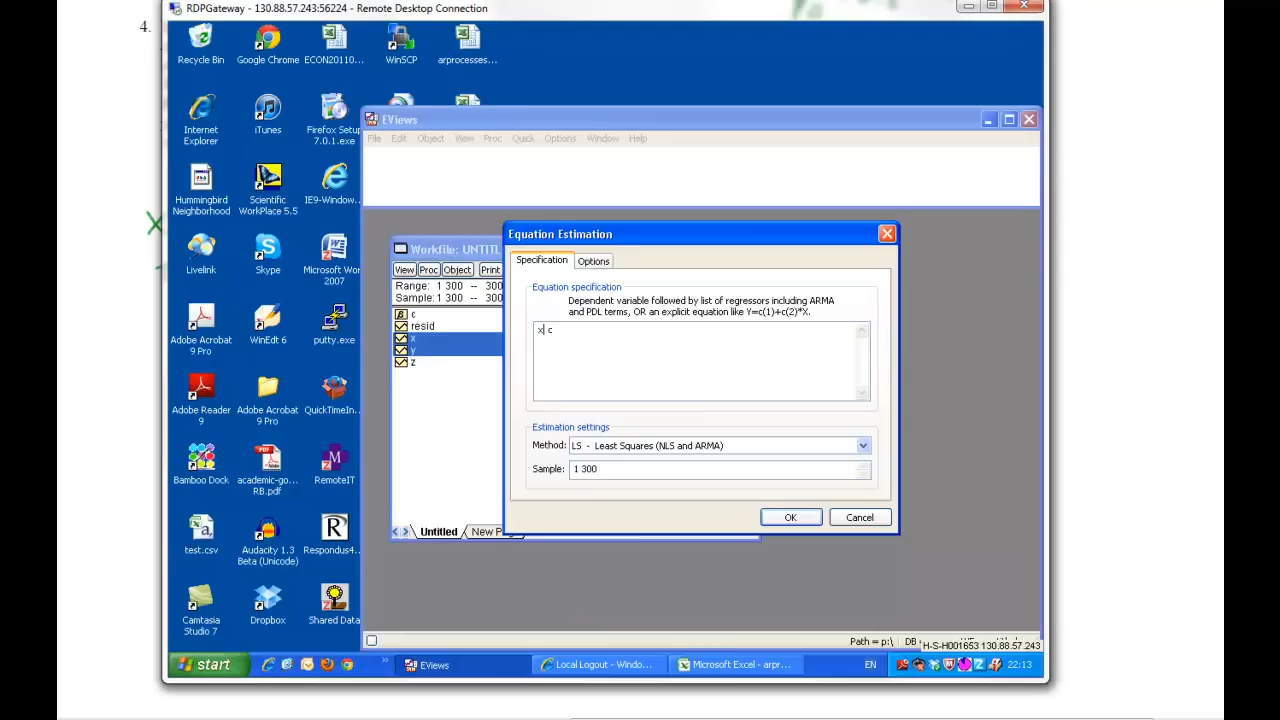 RDPGateway - 130.88.57.243:56224 - Remote Desktop Connection
4.
Recycle Bin
Google Chrome
ECON20110...
WinSCP
arprocesses...
Internet
Explorer
iTunes
Firefox Setup
7.0.1.exe
EViews
File Edit Object View Proc Quick Options Window Help
Hummingbird
Neighborhood
Scientific
WorkPlace 5.5
IE9-Window...
X
Livelink
Skype
Microsoft Wor
2007
Workfile: UNTITL
View Proc Object Print
Range: 1 300 -- 300
Sample: 1 300 -- 300
c
resid
x
y
z
Untitled
New P
Equation Estimation
Specification Options
Equation specification
Dependent variable followed by list of regressors including ARMA
and PDL terms, OR an explicit equation like Y=c(1)+c(2)*X.
x c
Estimation settings
Method: LS - Least Squares (NLS and ARMA)
Sample: 1 300
OK Cancel
Adobe Acrobat
9 Pro
WinEdt 6
putty.exe
Adobe Reader
9
Adobe Acrobat
9 Pro
QuickTimeIn...
Bamboo Dock
academic-go...
RB.pdf
RemoteIT
test.csv
Audacity 1.3
Beta (Unicode)
Respondus4...
Camtasia
Studio 7
Dropbox
Shared Data
Path = p:\ DB
H-S-H001653 130.88.57.243
start
EViews
Local Logout - Windo...
Microsoft Excel - arpr...
EN
22:13